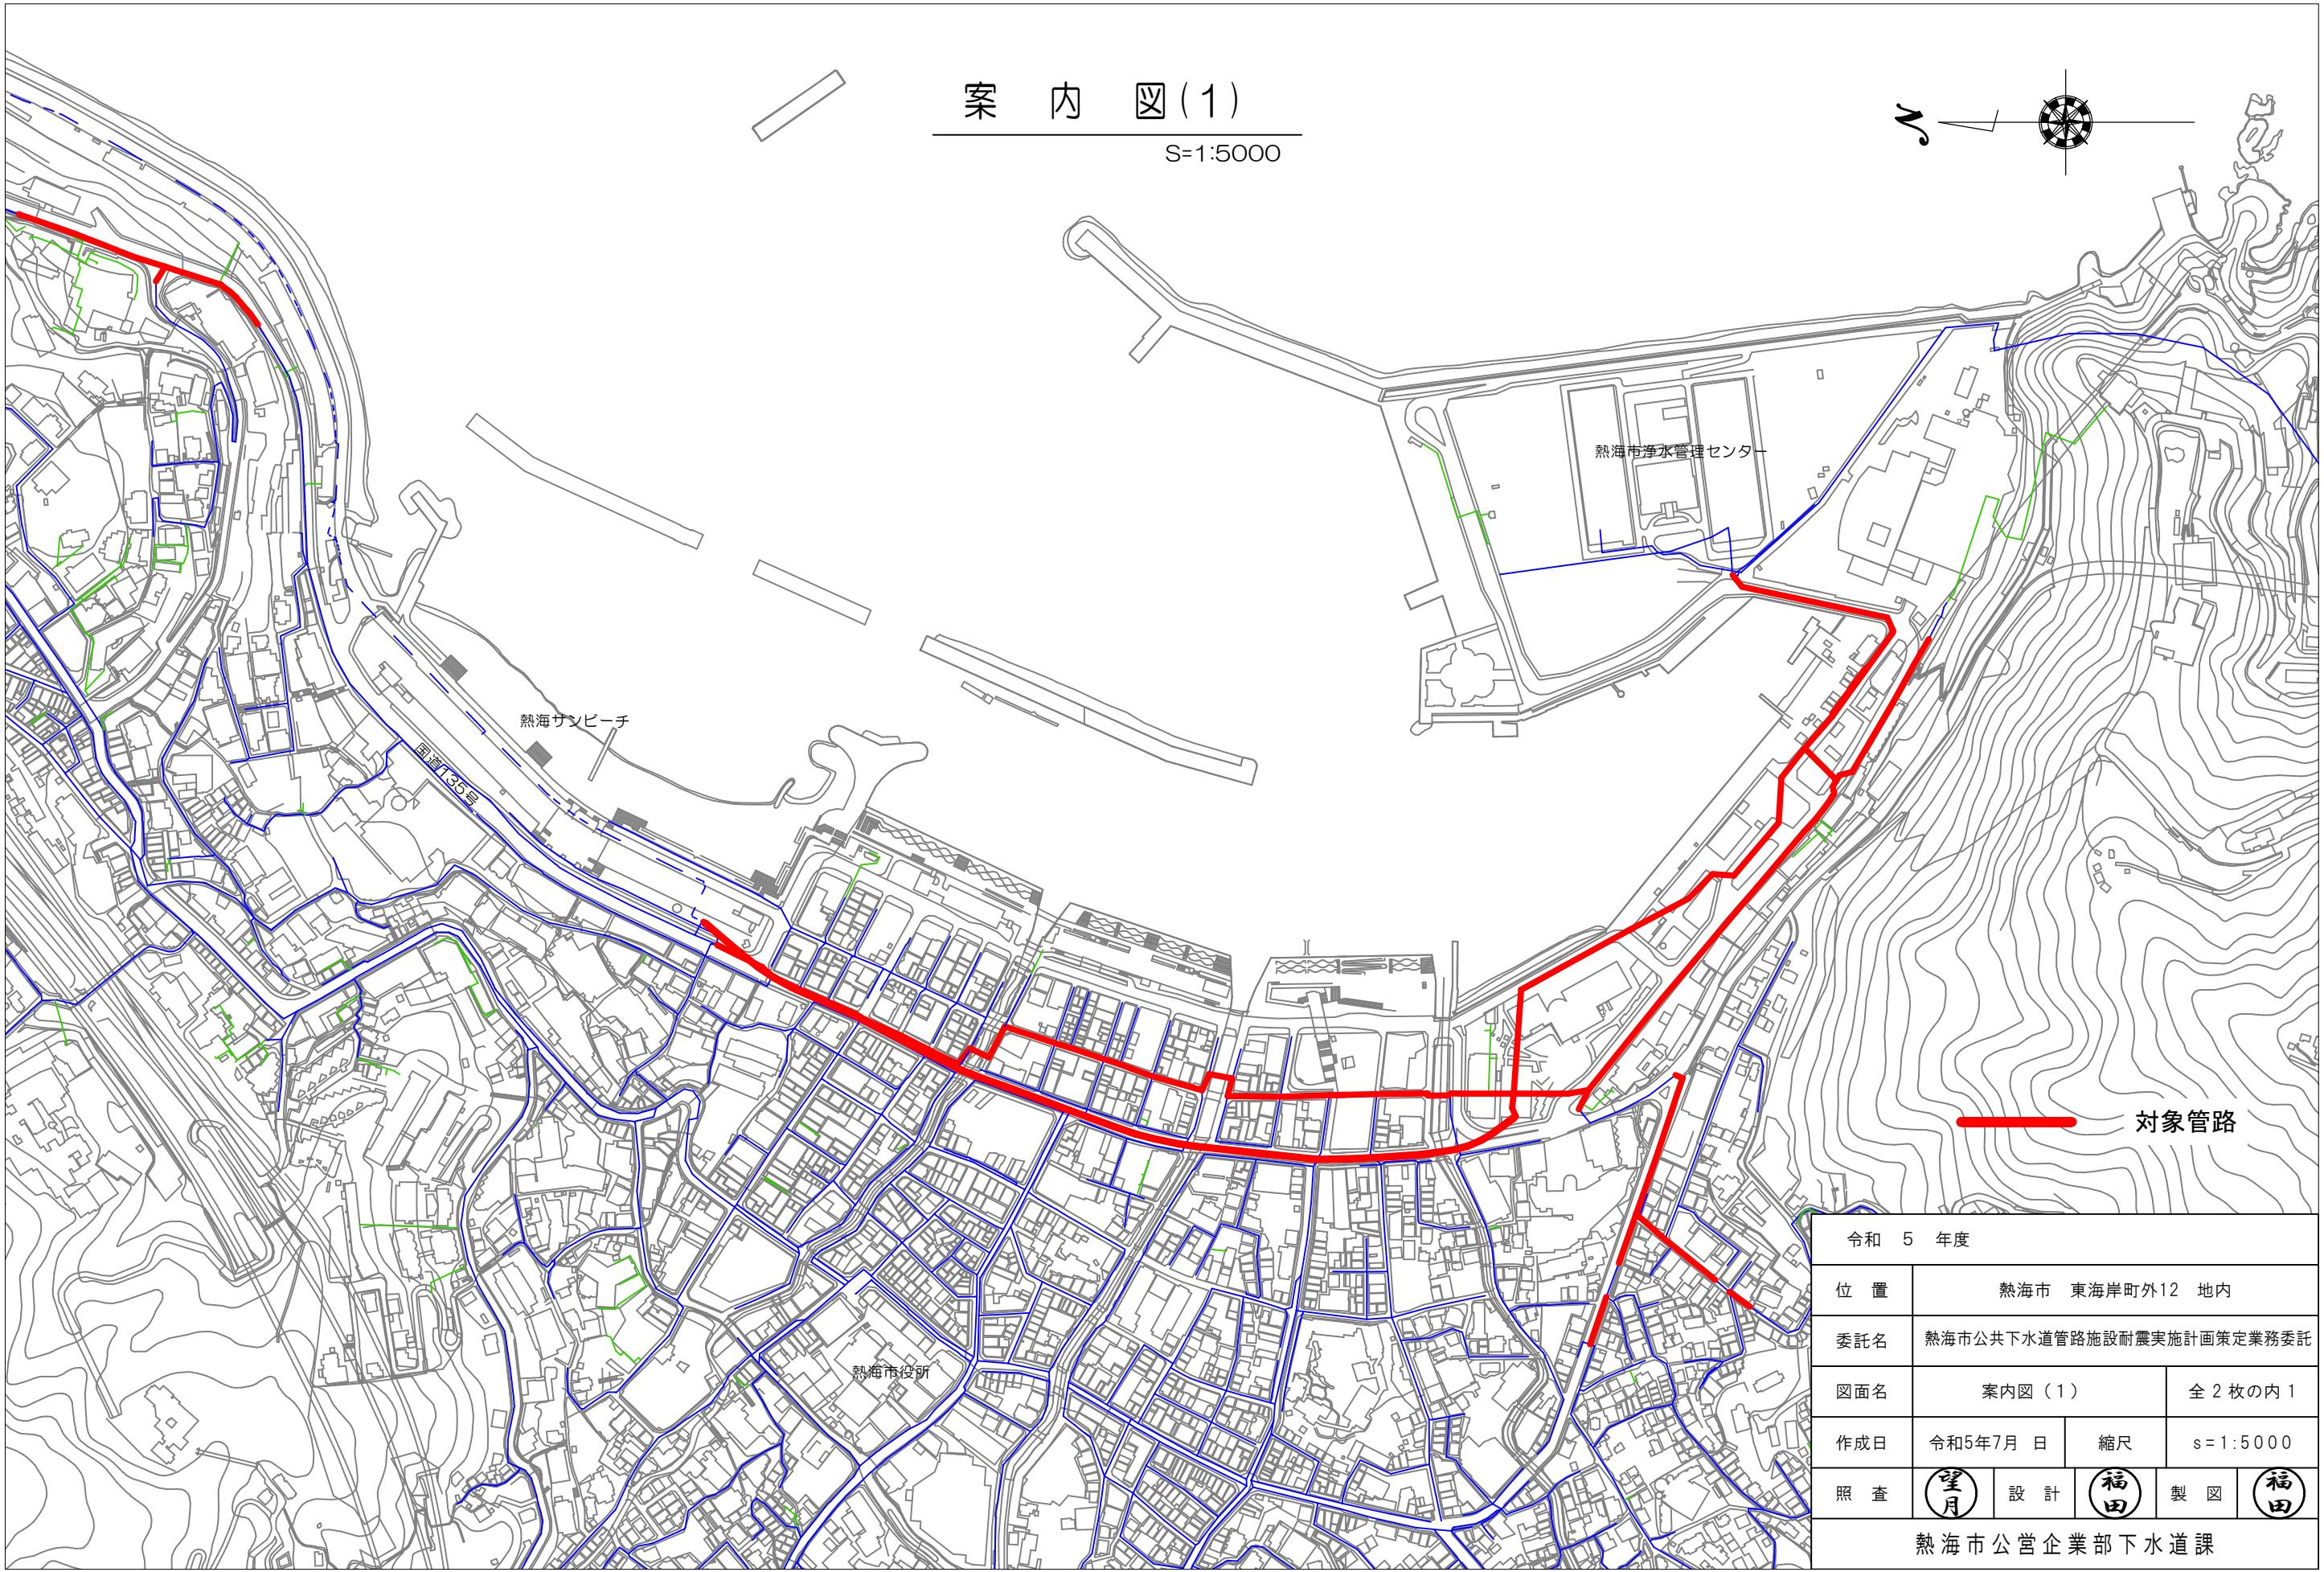 案 内 図(1)
S=1:5000
熱海市浄水管理センター
熱海サンビーチ
国道135号
熱海市役所
対象管路
令和 5 年度
位 置 熱海市 東海岸町外12 地内
委託名 熱海市公共下水道管路施設耐震実施計画策定業務委託
図面名 案内図(1) 全2枚の内1
作成日 令和5年7月 日 縮尺 s=1:5000
照 査 望月 設 計 福田 製 図 福田
熱海市公営企業部下水道課